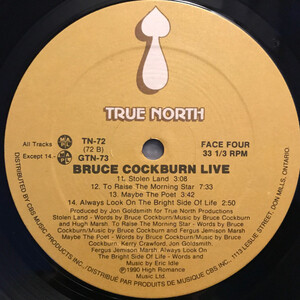 TRUE NORTH
All Tracks
Except 14.-
TN-72
(72 B)
GTN-73
FACE FOUR
33 1/3 RPM
BRUCE COCKBURN LIVE
11. Stolen Land 3:08
12. To Raise The Morning Star 7:33
13. Maybe The Poet 3:20
14. Always Look On The Bright Side Of Life 2:50
Produced by Jon Goldsmith for True North Productions
Stolen Land - Words by Bruce Cockburn/Music by Bruce Cockburn
and Hugh Marsh: To Raise The Morning Star - Words by Bruce
Cockburn/Music by Bruce Cockburn and Fergus Jemison Marsh
Maybe The Poet - Words by Bruce Cockburn/Music by Bruce
Cockburn, Kerry Crawford, Jon Goldsmith,
Fergus Jemison Marsh: Always Look On
The Bright Side Of Life - Words and
Music by Eric Idle
©1990 High Romance
Music Ltd.
DISTRIBUTED BY CBS MUSIC PRODUCTS INC./DISTRIBUÉ PAR PRODUITS DE MUSIQUE CBS INC. · 1113 LESLIE STREET, DON MILLS, ONTARIO